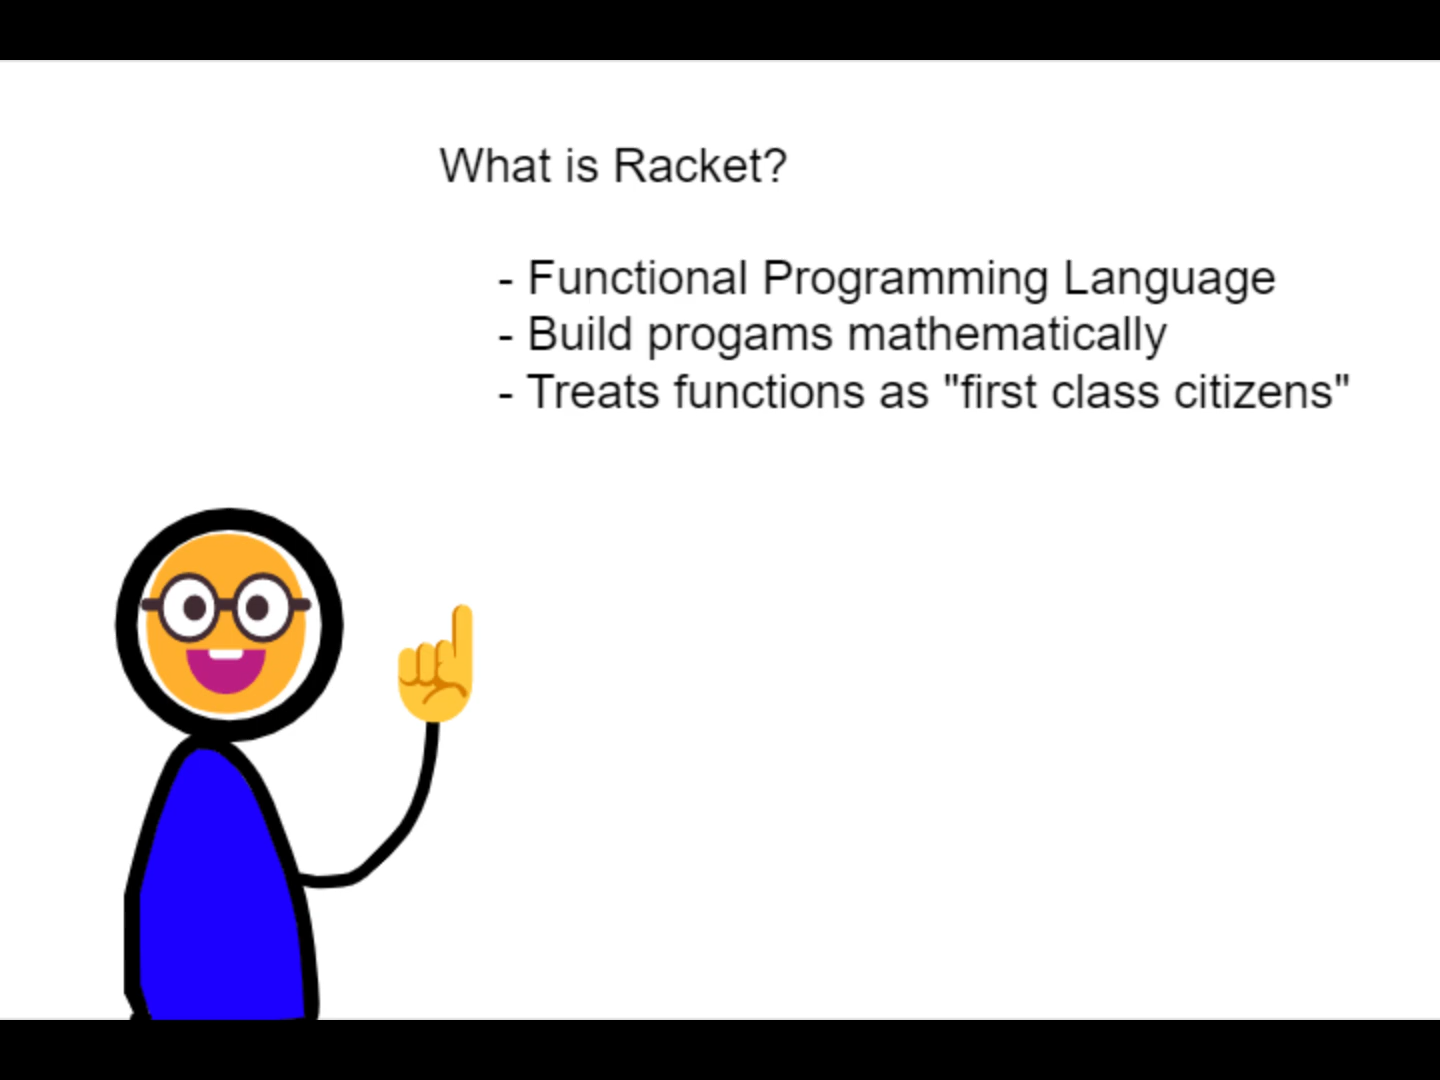 What is Racket?
- Functional Programming Language
- Build progams mathematically
- Treats functions as "first class citizens"